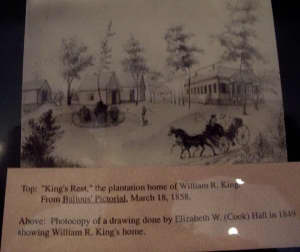 Top: "King's Rest," the plantation home of William R. King
From Ballous' Pictorial, March 18, 1858.
Above: Photocopy of a drawing done by Elizabeth W. (Cook) Hall in 1849
showing William R. King's home.